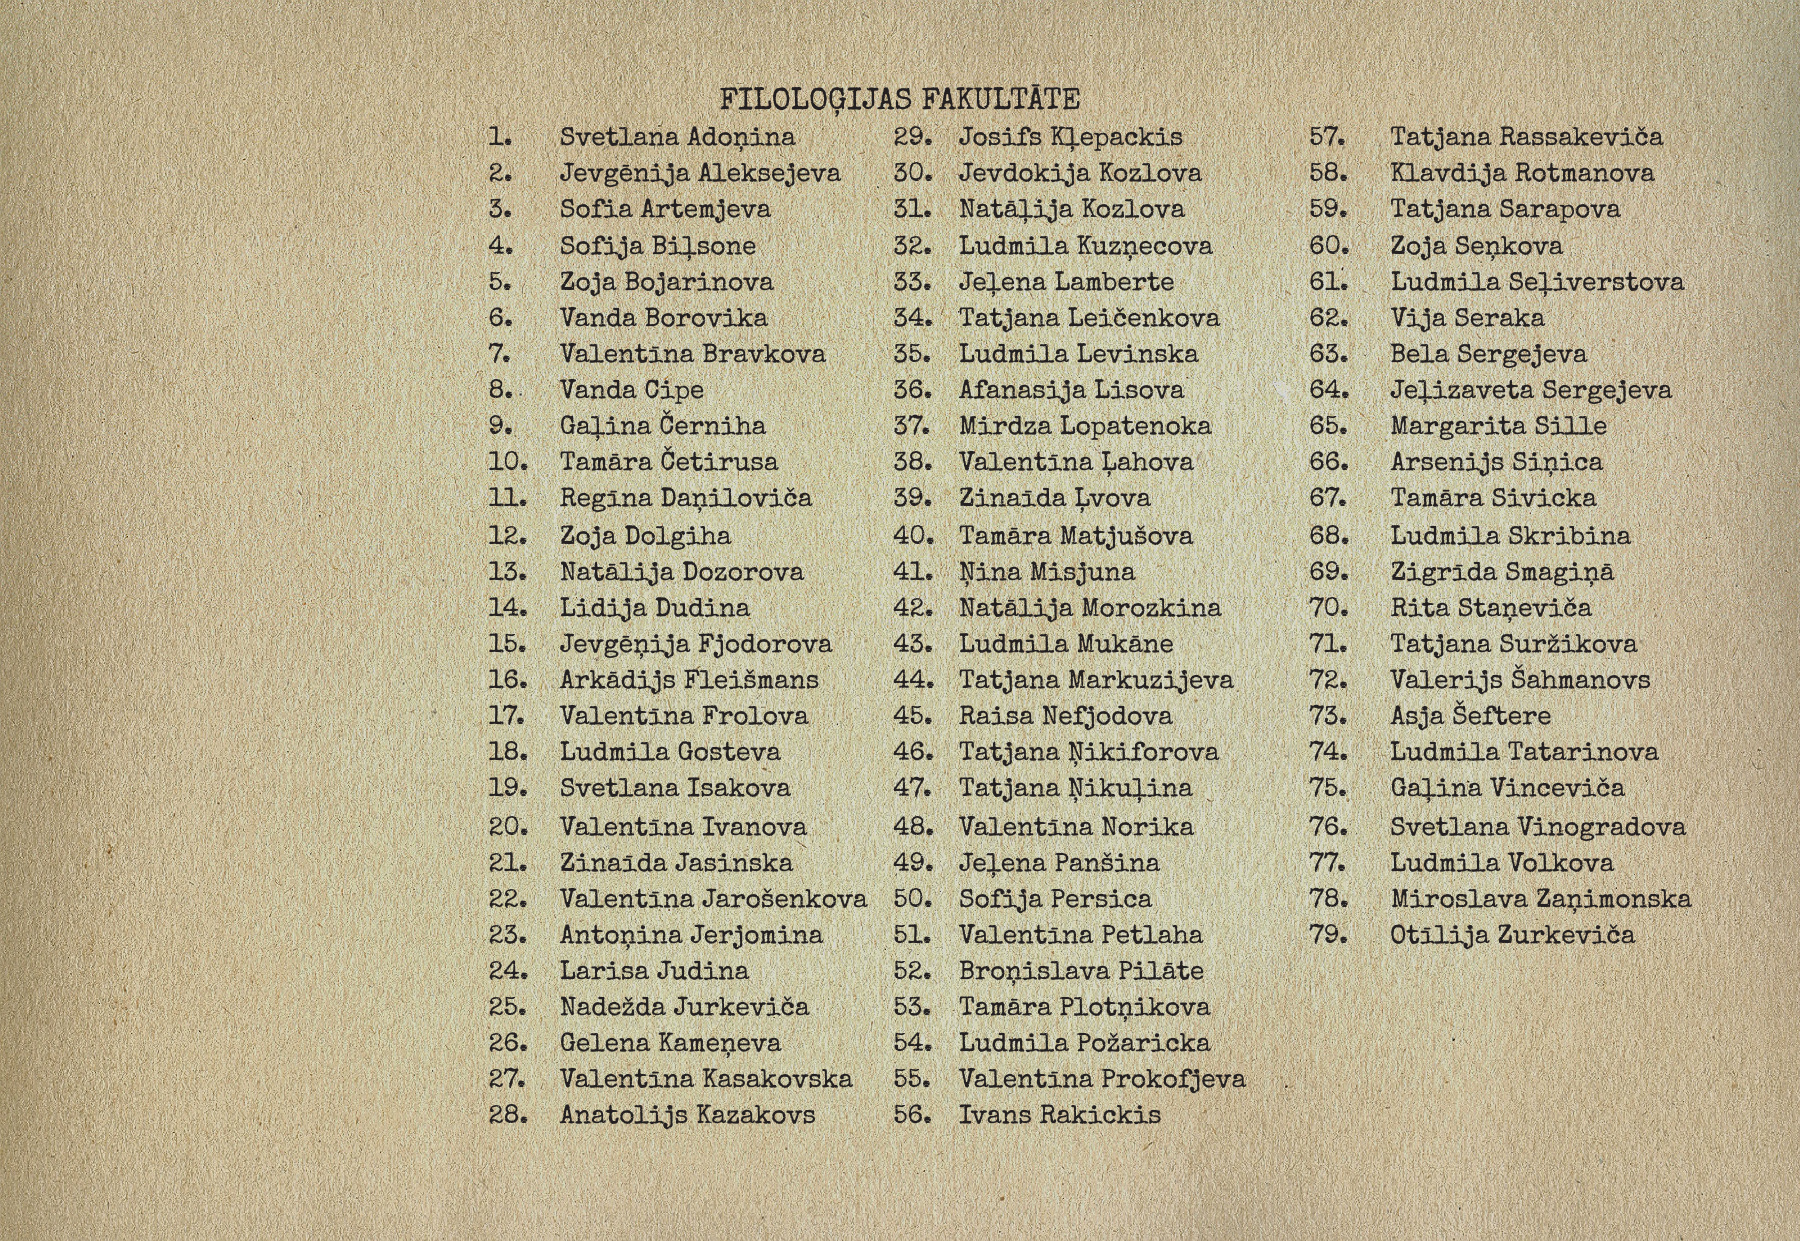 FILOLOĢIJAS FAKULTĀTE
1. Svetlana Adoņina
2. Jevgēnija Aleksejeva
3. Sofia Artemjeva
4. Sofija Biļsone
5. Zoja Bojarinova
6. Vanda Borovika
7. Valentīna Bravkova
8. Vanda Cipe
9. Gaļina Černiha
10. Tamāra Četirusa
11. Regīna Daņiloviča
12. Zoja Dolgiha
13. Natālija Dozorova
14. Lidija Dudina
15. Jevgēņija Fjodorova
16. Arkādijs Fleišmans
17. Valentīna Frolova
18. Ludmila Gosteva
19. Svetlana Isakova
20. Valentīna Ivanova
21. Zinaīda Jasinska
22. Valentīna Jarošenkova
23. Antoņina Jerjomina
24. Larisa Judina
25. Nadežda Jurkeviča
26. Gelena Kameņeva
27. Valentīna Kasakovska
28. Anatolijs Kazakovs
29. Josifs Kļepackis
30. Jevdokija Kozlova
31. Natāļija Kozlova
32. Ludmila Kuzņecova
33. Jeļena Lamberte
34. Tatjana Leičenkova
35. Ludmila Levinska
36. Afanasija Lisova
37. Mirdza Lopatenoka
38. Valentīna Ļahova
39. Zinaīda Ļvova
40. Tamāra Matjušova
41. Ņina Misjuna
42. Natālija Morozkina
43. Ludmila Mukāne
44. Tatjana Markuzijeva
45. Raisa Nefjodova
46. Tatjana Ņikiforova
47. Tatjana Ņikuļina
48. Valentīna Norika
49. Jeļena Panšina
50. Sofija Persica
51. Valentīna Petlaha
52. Broņislava Pilāte
53. Tamāra Plotņikova
54. Ludmila Požaricka
55. Valentīna Prokofjeva
56. Ivans Rakickis
57. Tatjana Rassakeviča
58. Klavdija Rotmanova
59. Tatjana Sarapova
60. Zoja Seņkova
61. Ludmila Seļiverstova
62. Vija Seraka
63. Bela Sergejeva
64. Jeļizaveta Sergejeva
65. Margarita Sille
66. Arsenijs Siņica
67. Tamāra Sivicka
68. Ludmila Skribina
69. Zigrīda Smagiņā
70. Rita Staņeviča
71. Tatjana Suržikova
72. Valerijs Šahmanovs
73. Asja Šeftere
74. Ludmila Tatarinova
75. Gaļina Vinceviča
76. Svetlana Vinogradova
77. Ludmila Volkova
78. Miroslava Zaņimonska
79. Otīlija Zurkeviča